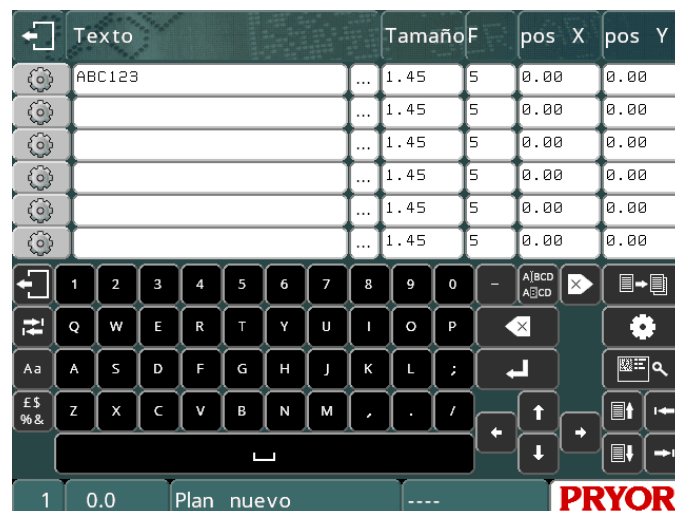 Texto Tamaño F pos X pos Y
ABC123 ... 1.45 5 0.00 0.00
... 1.45 5 0.00 0.00
... 1.45 5 0.00 0.00
... 1.45 5 0.00 0.00
... 1.45 5 0.00 0.00
... 1.45 5 0.00 0.00
1 2 3 4 5 6 7 8 9 0 - A]BCD
A[B]CD
Q W E R T Y U I O P
Aa A S D F G H J K L ;
£$
%& Z X C V B N M , . /
1 0.0 Plan nuevo ---- PRYOR